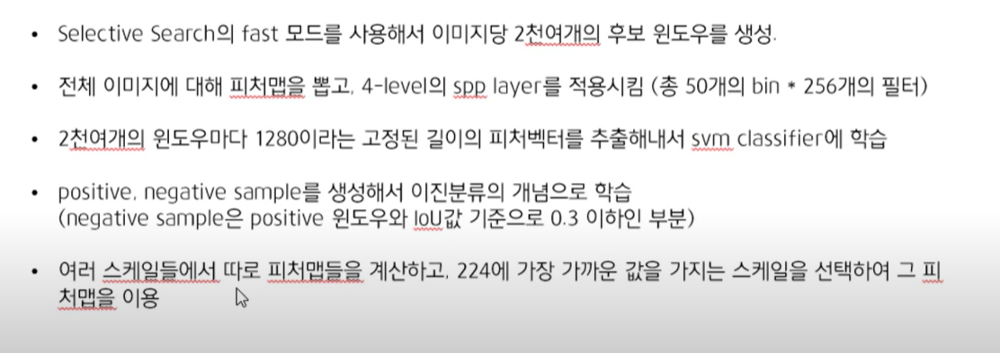 • Selective Search의 fast 모드를 사용해서 이미지당 2천여개의 후보 윈도우를 생성.
• 전체 이미지에 대해 피처맵을 뽑고, 4-level의 spp layer를 적용시킴 (총 50개의 bin * 256개의 필터)
• 2천여개의 윈도우마다 1280이라는 고정된 길이의 피처벡터를 추출해내서 svm classifier에 학습
• positive, negative sample를 생성해서 이진분류의 개념으로 학습
(negative sample은 positive 윈도우와 IoU값 기준으로 0.3 이하인 부분)
• 여러 스케일들에서 따로 피처맵들을 계산하고, 224에 가장 가까운 값을 가지는 스케일을 선택하여 그 피
처맵을 이용